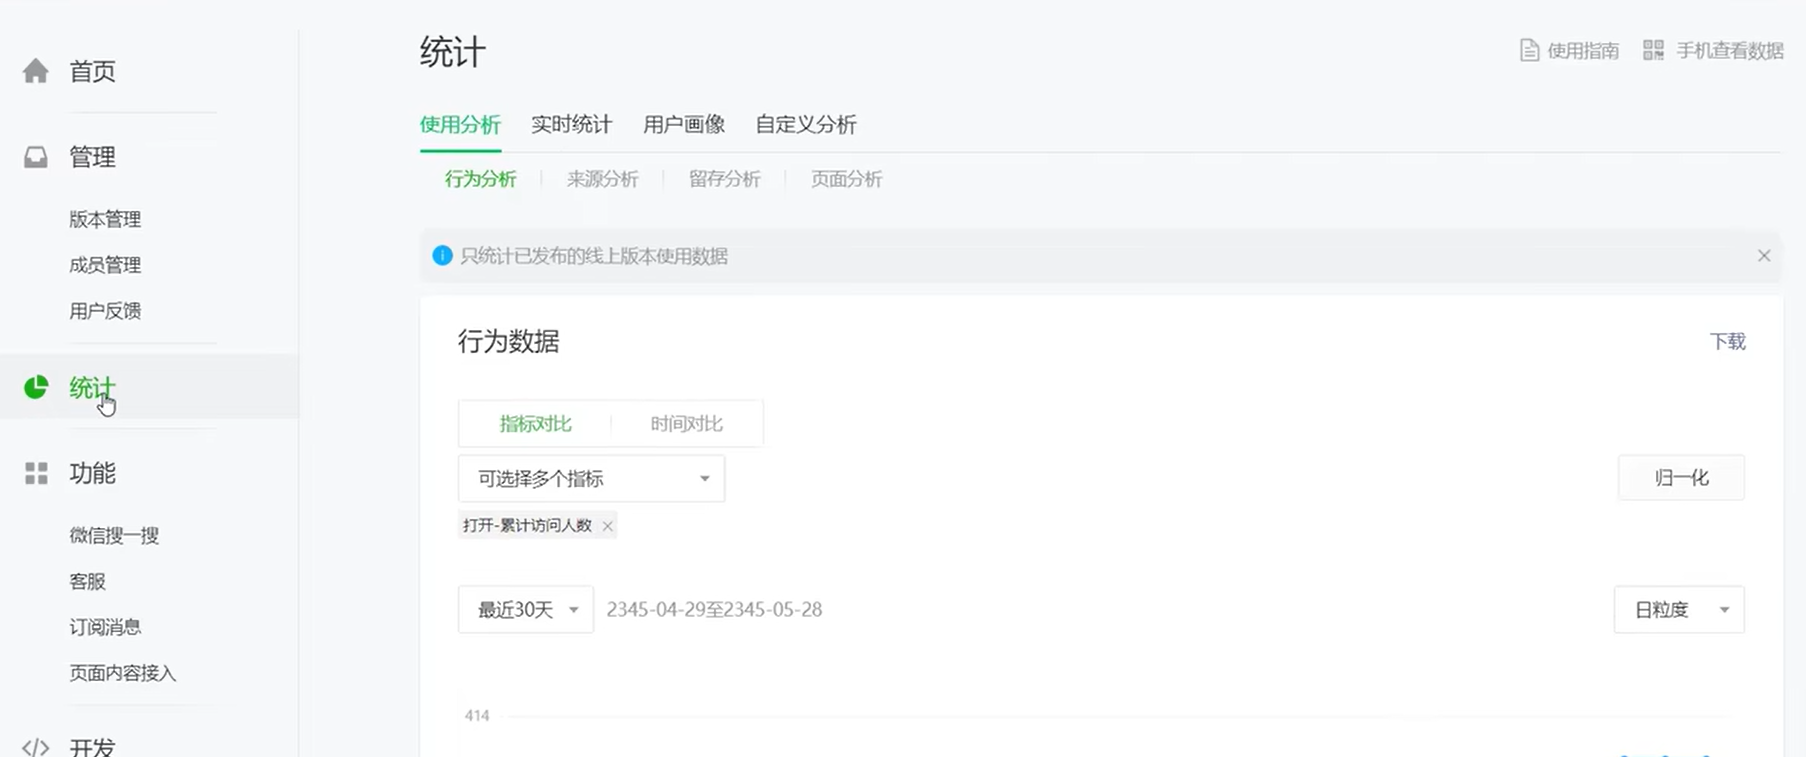 首页
管理
版本管理
成员管理
用户反馈
统计
功能
微信搜一搜
客服
订阅消息
页面内容接入
开发
统计
使用指南 手机查看数据
使用分析 实时统计 用户画像 自定义分析
行为分析 来源分析 留存分析 页面分析
只统计已发布的线上版本使用数据
行为数据 下载
指标对比 时间对比
可选择多个指标 归一化
打开-累计访问人数
最近30天 2345-04-29至2345-05-28 日粒度
414